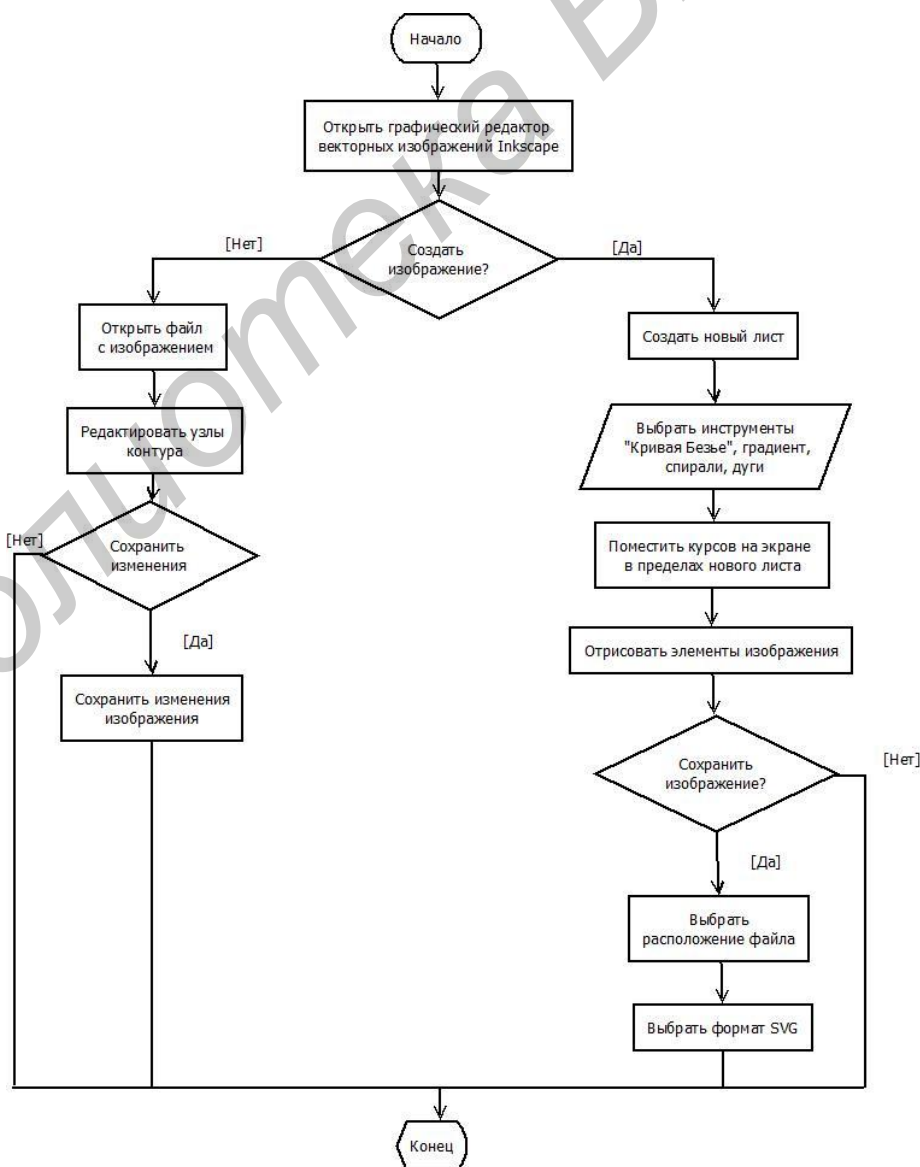 Начало
Открыть графический редактор
векторных изображений Inkscape
Создать
изображение?
[Нет]
[Да]
Открыть файл
с изображением
Редактировать узлы
контура
Сохранить
изменения
[Нет]
[Да]
Сохранить изменения
изображения
Создать новый лист
Выбрать инструменты
"Кривая Безье", градиент,
спирали, дуги
Поместить курсов на экране
в пределах нового листа
Отрисовать элементы изображения
Сохранить
изображение?
[Нет]
[Да]
Выбрать
расположение файла
Выбрать формат SVG
Конец